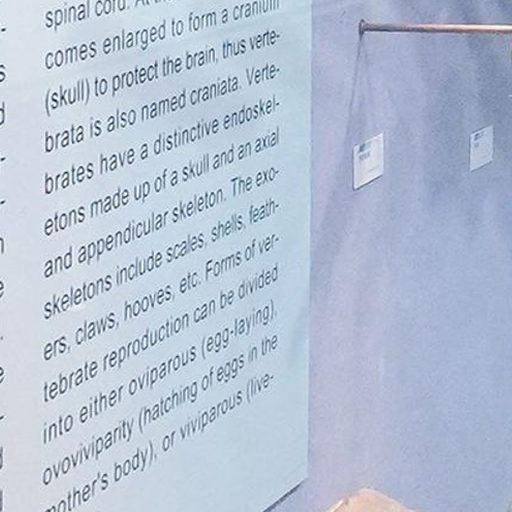 spinal cord. At
comes enlarged to form a cranium
(skull) to protect the brain, thus verte-
brata is also named craniata. Verte-
brates have a distinctive endoskel-
etons made up of a skull and an axial
and appendicular skeleton. The exo-
skeletons include scales, shells, feath-
ers, claws, hooves, etc. Forms of ver-
tebrate reproduction can be divided
into either oviparous (egg-laying),
ovoviviparity (hatching of eggs in the
mother's body), or viviparous (live-